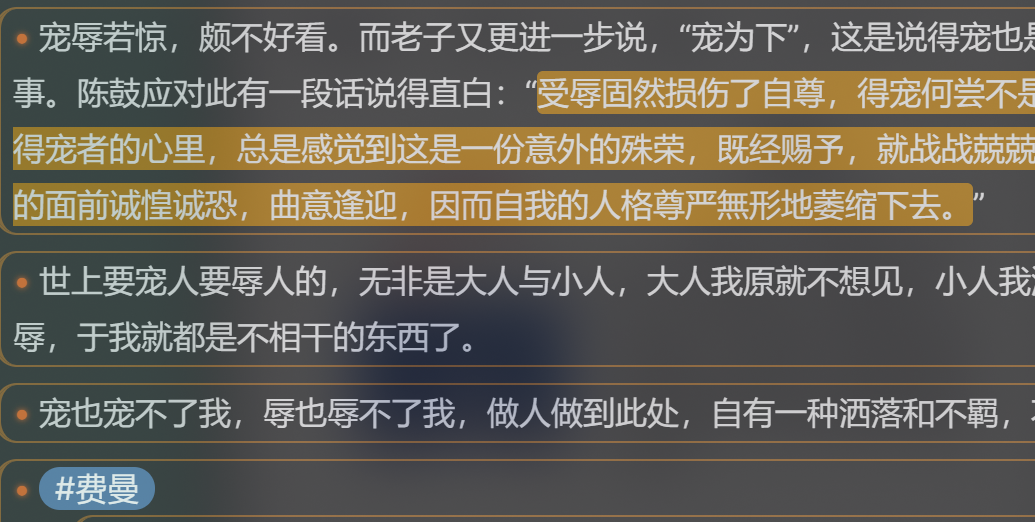 宠辱若惊，颇不好看。而老子又更进一步说，“宠为下”，这是说得宠也是
事。陈鼓应对此有一段话说得直白：“受辱固然损伤了自尊，得宠何尝不是
得宠者的心里，总是感觉到这是一份意外的殊荣，既经赐予，就战战兢兢
的面前诚惶诚恐，曲意逢迎，因而自我的人格尊严無形地萎缩下去。”
世上要宠人要辱人的，无非是大人与小人，大人我原就不想见，小人我
辱，于我就都是不相干的东西了。
宠也宠不了我，辱也辱不了我，做人做到此处，自有一种洒落和不羁，
#费曼